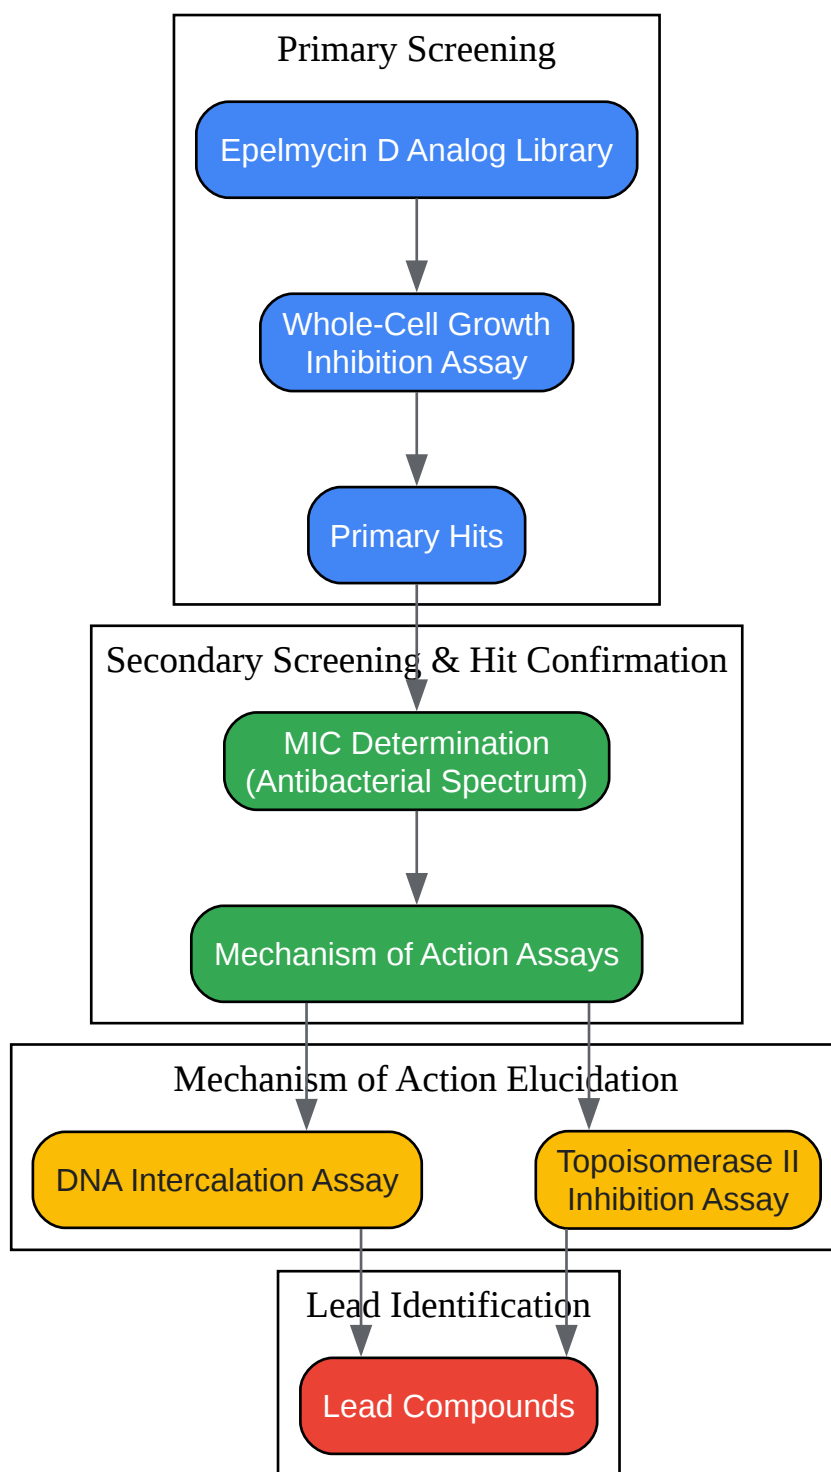 Primary Screening
Epelmycin D Analog Library
Whole-Cell Growth
Inhibition Assay
Primary Hits
Secondary Screening & Hit Confirmation
MIC Determination
(Antibacterial Spectrum)
Mechanism of Action Assays
Mechanism of Action Elucidation
DNA Intercalation Assay
Topoisomerase II
Inhibition Assay
Lead Identification
Lead Compounds